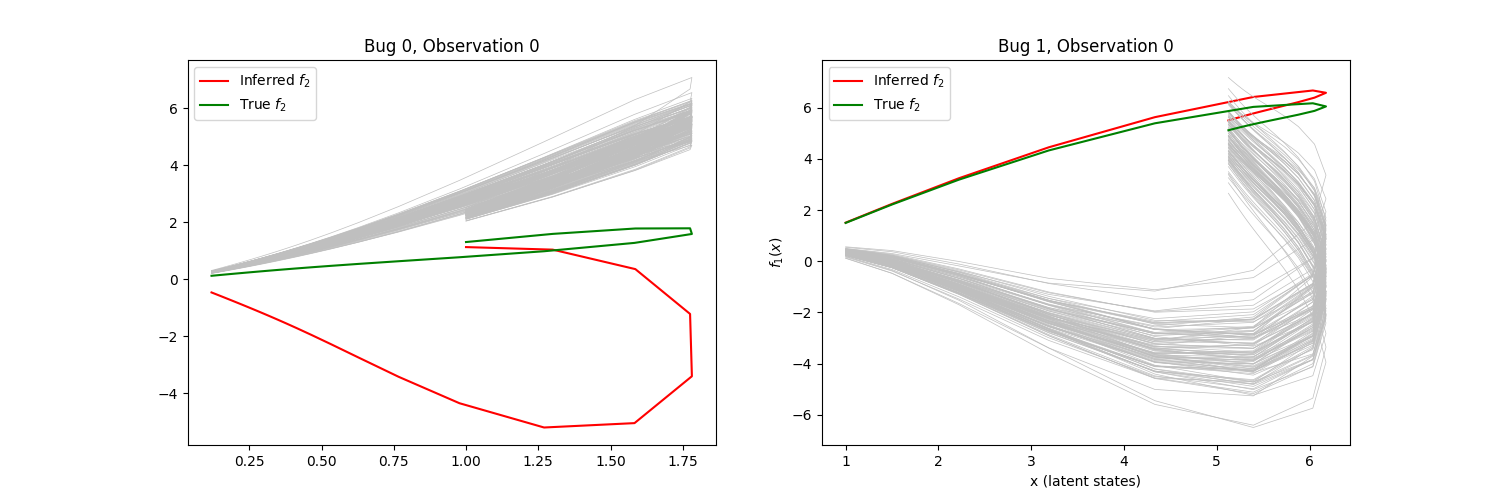 Bug 0, Observation 0
Inferred f₂
True f₂
6
4
2
0
−2
−4
0.25 0.50 0.75 1.00 1.25 1.50 1.75
Bug 1, Observation 0
Inferred f₂
True f₂
f₁(x)
6
4
2
0
−2
−4
−6
1 2 3 4 5 6
x (latent states)